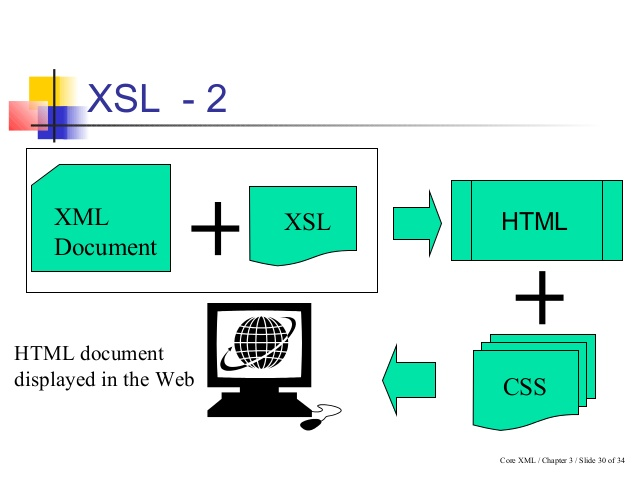 XSL - 2
XML
Document
+
XSL
HTML
+
CSS
HTML document
displayed in the Web
Core XML / Chapter 3 / Slide 30 of 34